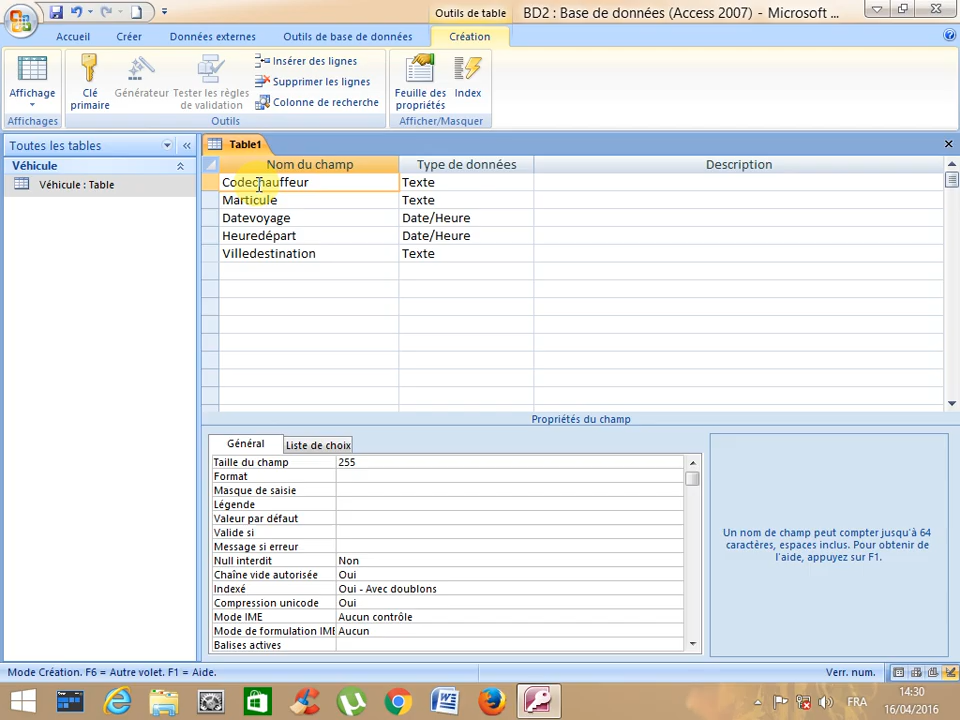 Outils de table
BD2 : Base de données (Access 2007) - Microsoft ...
Accueil
Créer
Données externes
Outils de base de données
Création
Affichage
Clé primaire
Générateur
Tester les règles de validation
Insérer des lignes
Supprimer les lignes
Colonne de recherche
Feuille des propriétés
Index
Affichages
Outils
Afficher/Masquer
Toutes les tables
Table1
Véhicule
Véhicule : Table
Nom du champ Type de données Description
Codechauffeur Texte
Marticule Texte
Datevoyage Date/Heure
Heuredépart Date/Heure
Villedestination Texte
Propriétés du champ
Général Liste de choix
Taille du champ 255
Format
Masque de saisie
Légende
Valeur par défaut
Valide si
Message si erreur
Null interdit Non
Chaîne vide autorisée Oui
Indexé Oui - Avec doublons
Compression unicode Oui
Mode IME Aucun contrôle
Mode de formulation IME Aucun
Balises actives
Un nom de champ peut compter jusqu'à 64
caractères, espaces inclus. Pour obtenir de
l'aide, appuyez sur F1.
Mode Création. F6 = Autre volet. F1 = Aide.
Verr. num.
FRA
14:30
16/04/2016